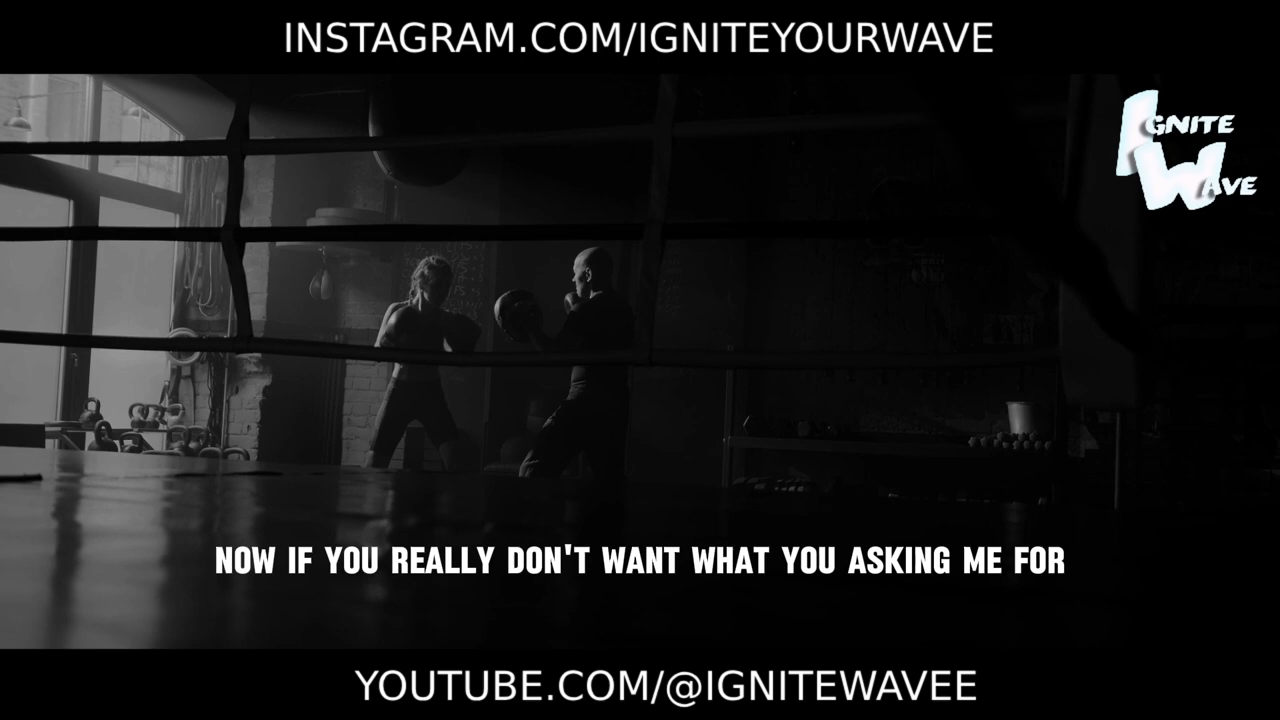 INSTAGRAM.COM/IGNITEYOURWAVE
IGNITE
WAVE
NOW IF YOU REALLY DON'T WANT WHAT YOU ASKING ME FOR
YOUTUBE.COM/@IGNITEWAVEE